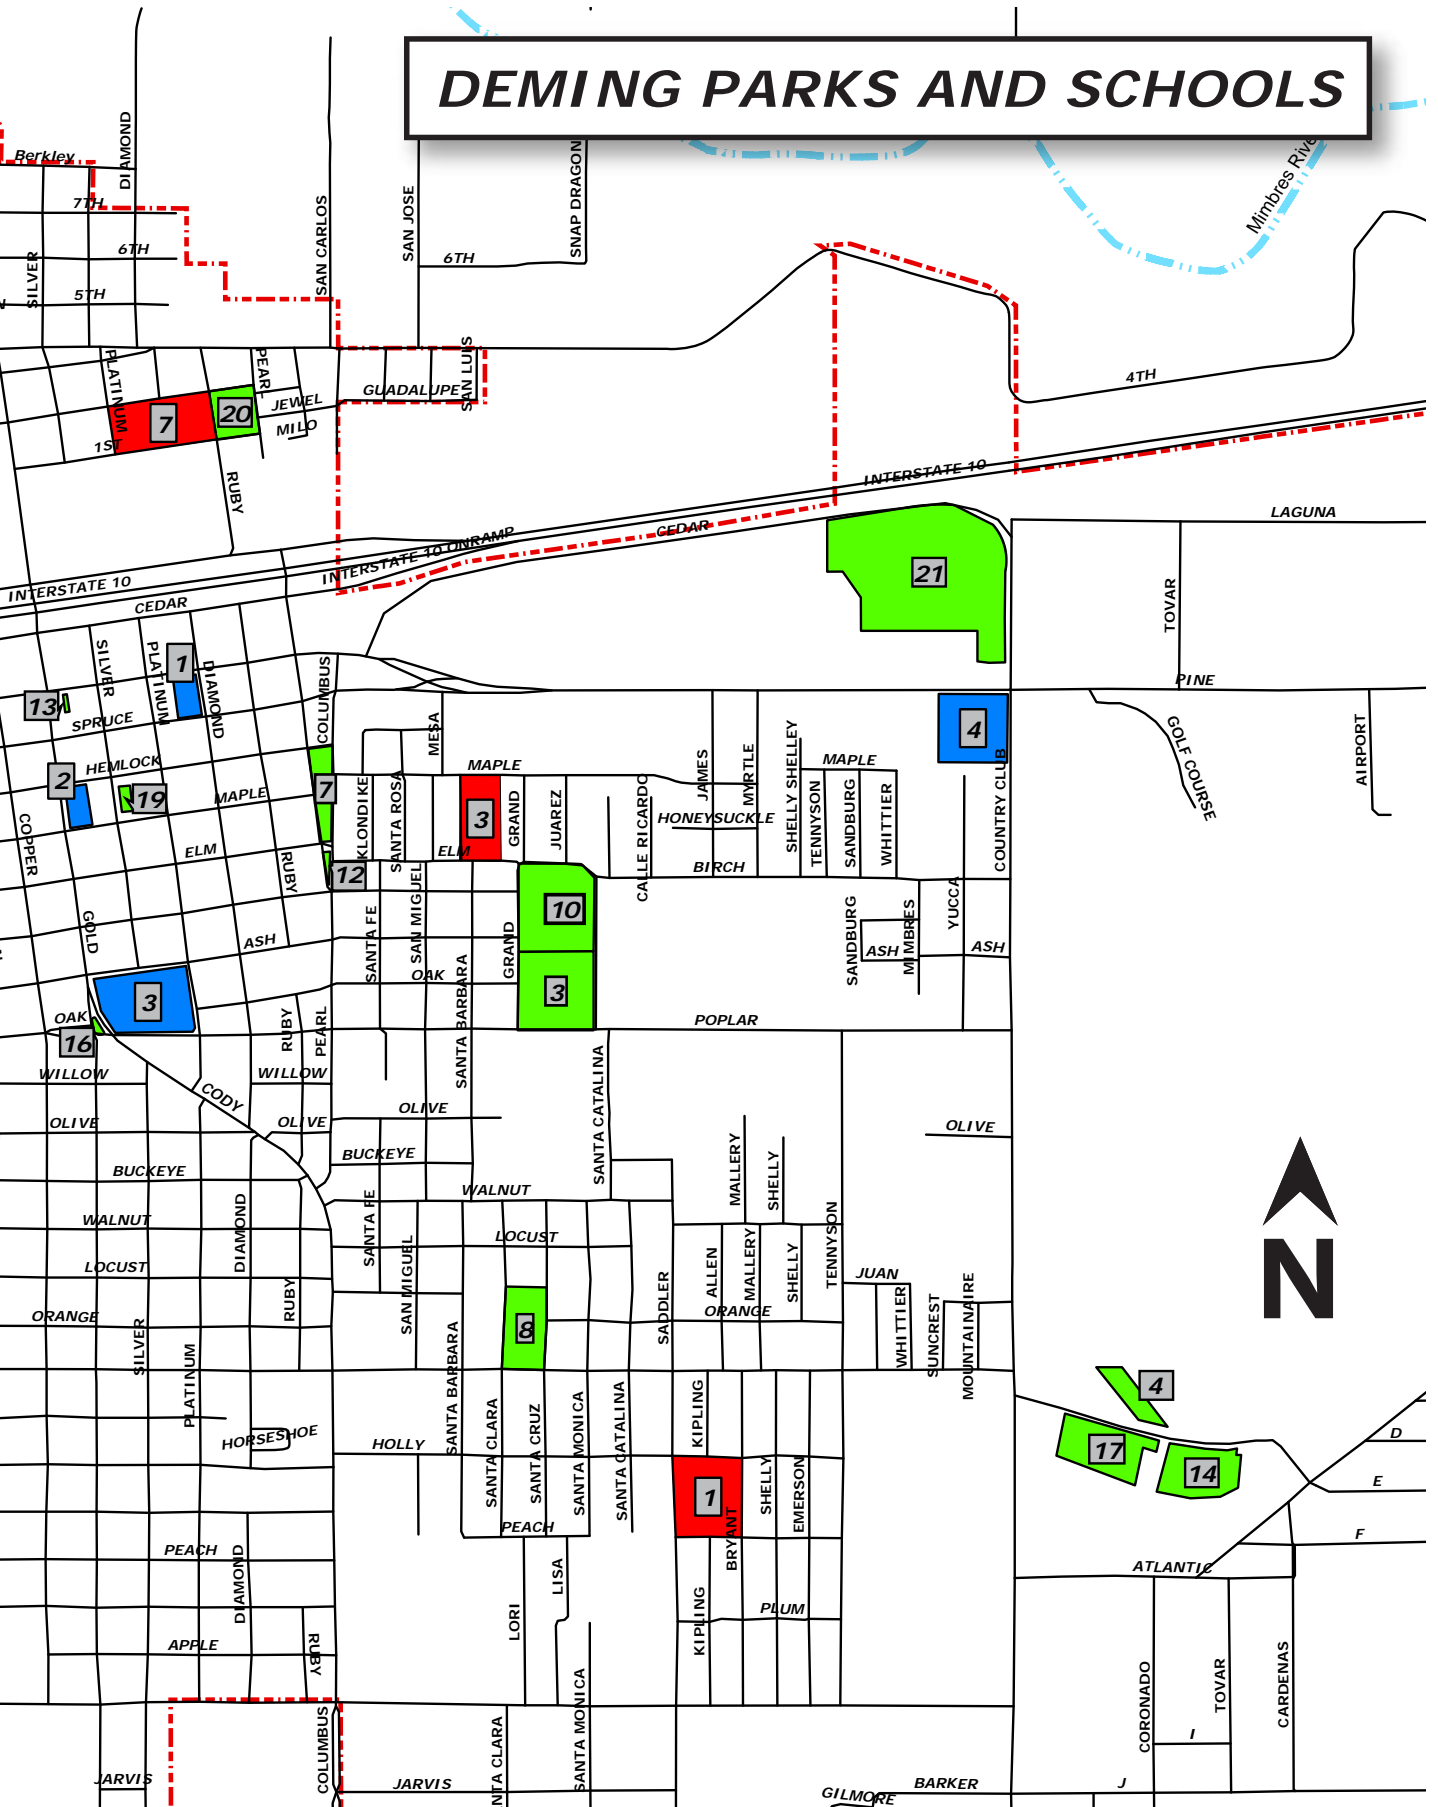 DEMING PARKS AND SCHOOLS
Mimbres River
Berkley
DIAMOND
7TH
6TH
SILVER
5TH
SAN CARLOS
SAN JOSE
SNAP DRAGON
6TH
PLATINUM
PEARL
SAN LUIS
GUADALUPE
JEWEL
MILO
7
20
1ST
RUBY
4TH
INTERSTATE 10
CEDAR
INTERSTATE 10 ONRAMP
INTERSTATE 10
CEDAR
LAGUNA
21
TOVAR
SILVER
PLATINUM
1
DIAMOND
COLUMBUS
13
SPRUCE
PINE
MESA
4
GOLF COURSE
AIRPORT
2
HEMLOCK
19
MAPLE
7
MAPLE
JAMES
MYRTLE
SHELLY SHELLEY
MAPLE
COUNTRY CLUB
COPPER
ELM
RUBY
KLONDIKE
SANTA ROSA
ELM
3
GRAND
JUAREZ
CALLE RICARDO
HONEYSUCKLE
TENNYSON
SANDBURG
WHITTIER
BIRCH
12
SAN MIGUEL
GOLD
ASH
SANTA FE
10
GRAND
SANDBURG
ASH
MIMBRES
YUCCA
ASH
OAK
SANTA BARBARA
3
3
OAK
16
RUBY
PEARL
POPLAR
WILLOW
WILLOW
CODY
OLIVE
OLIVE
OLIVE
SANTA CATALINA
OLIVE
BUCKEYE
BUCKEYE
MALLERY
SHELLY
WALNUT
WALNUT
DIAMOND
SANTA FE
LOCUST
LOCUST
SAN MIGUEL
ALLEN
MALLERY
SHELLY
TENNYSON
JUAN
N
RUBY
ORANGE
ORANGE
SADDLER
WHITTIER
SUNCREST
MOUNTAINAIRE
8
SILVER
PLATINUM
SANTA BARBARA
4
HORSESHOE
HOLLY
SANTA CLARA
SANTA CRUZ
SANTA MONICA
SANTA CATALINA
KIPLING
17
14
D
E
1
SHELLY
EMERSON
PEACH
BRYANT
F
PEACH
DIAMOND
LISA
ATLANTIC
LORI
KIPLING
PLUM
APPLE
RUBY
CORONADO
TOVAR
CARDENAS
COLUMBUS
NTA CLARA
SANTA MONICA
I
JARVIS
JARVIS
GILMORE
BARKER
J